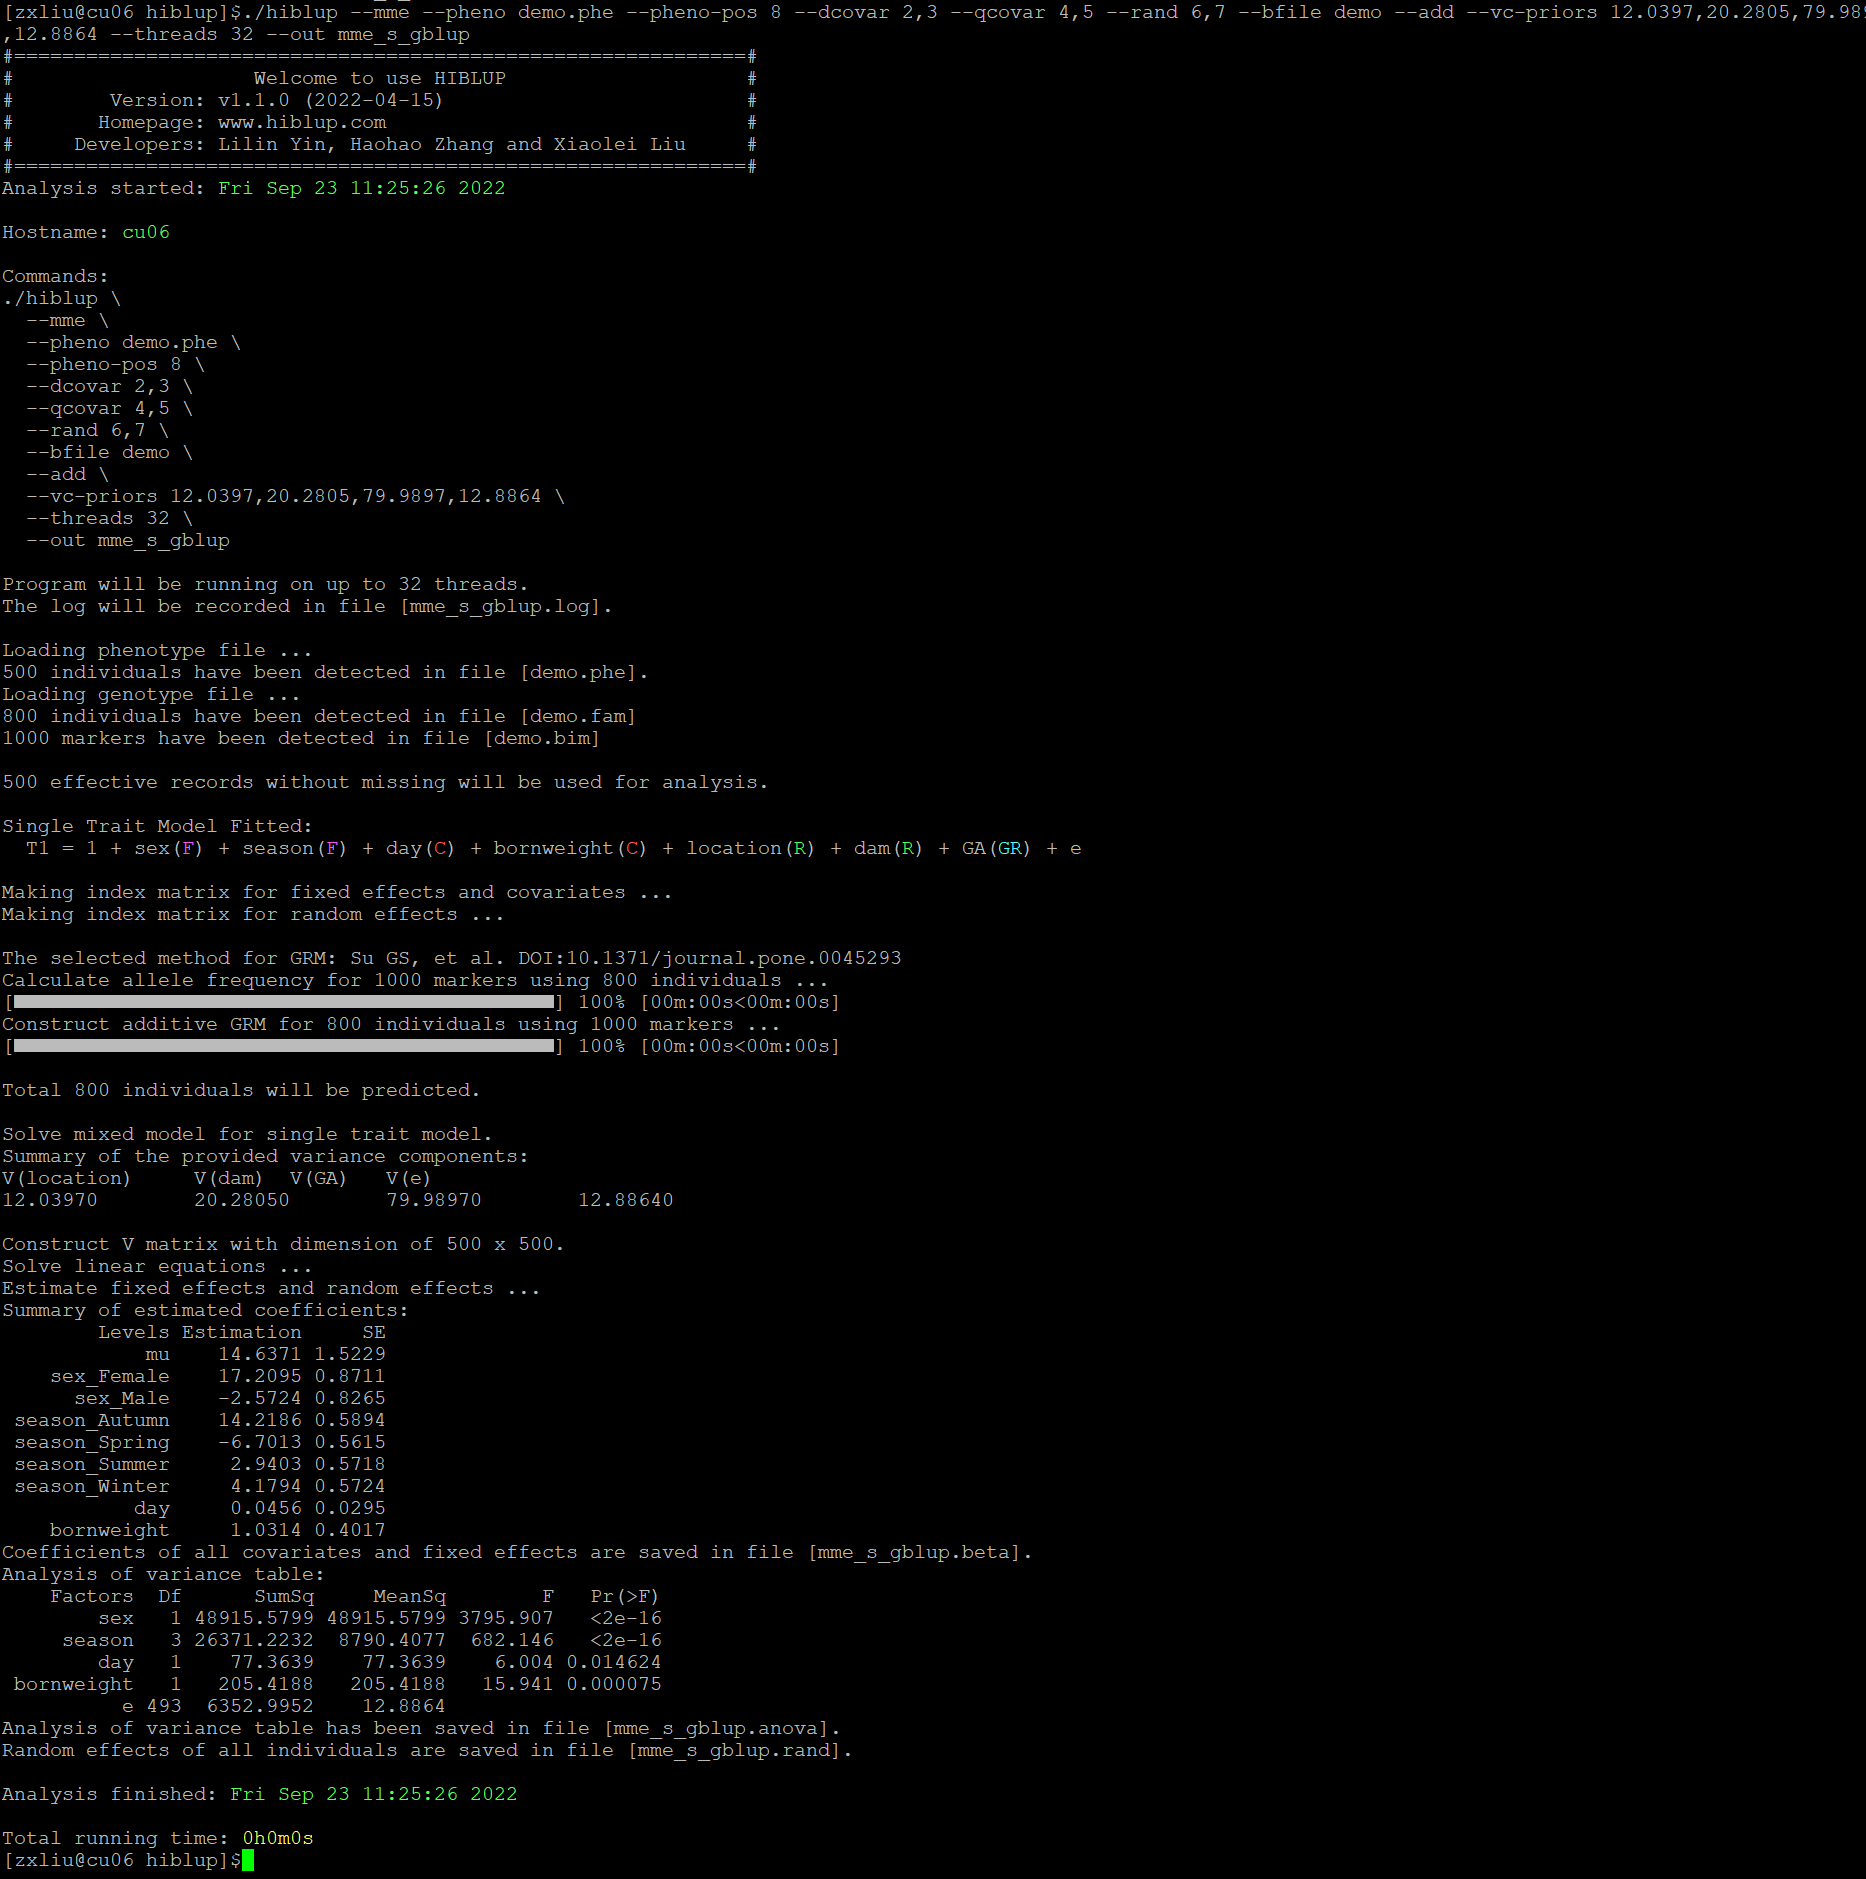 [zxliu@cu06 hiblup]$./hiblup --mme --pheno demo.phe --pheno-pos 8 --dcovar 2,3 --qcovar 4,5 --rand 6,7 --bfile demo --add --vc-priors 12.0397,20.2805,79.989
,12.8864 --threads 32 --out mme_s_gblup
#=============================================================#
# Welcome to use HIBLUP #
# Version: v1.1.0 (2022-04-15) #
# Homepage: www.hiblup.com #
# Developers: Lilin Yin, Haohao Zhang and Xiaolei Liu #
#=============================================================#
Analysis started: Fri Sep 23 11:25:26 2022
Hostname: cu06
Commands:
./hiblup \
--mme \
--pheno demo.phe \
--pheno-pos 8 \
--dcovar 2,3 \
--qcovar 4,5 \
--rand 6,7 \
--bfile demo \
--add \
--vc-priors 12.0397,20.2805,79.9897,12.8864 \
--threads 32 \
--out mme_s_gblup
Program will be running on up to 32 threads.
The log will be recorded in file [mme_s_gblup.log].
Loading phenotype file ...
500 individuals have been detected in file [demo.phe].
Loading genotype file ...
800 individuals have been detected in file [demo.fam]
1000 markers have been detected in file [demo.bim]
500 effective records without missing will be used for analysis.
Single Trait Model Fitted:
T1 = 1 + sex(F) + season(F) + day(C) + bornweight(C) + location(R) + dam(R) + GA(GR) + e
Making index matrix for fixed effects and covariates ...
Making index matrix for random effects ...
The selected method for GRM: Su GS, et al. DOI:10.1371/journal.pone.0045293
Calculate allele frequency for 1000 markers using 800 individuals ...
[] 100% [00m:00s<00m:00s]
Construct additive GRM for 800 individuals using 1000 markers ...
[] 100% [00m:00s<00m:00s]
Total 800 individuals will be predicted.
Solve mixed model for single trait model.
Summary of the provided variance components:
V(location) V(dam) V(GA) V(e)
12.03970 20.28050 79.98970 12.88640
Construct V matrix with dimension of 500 x 500.
Solve linear equations ...
Estimate fixed effects and random effects ...
Summary of estimated coefficients:
Levels Estimation SE
mu 14.6371 1.5229
sex_Female 17.2095 0.8711
sex_Male -2.5724 0.8265
season_Autumn 14.2186 0.5894
season_Spring -6.7013 0.5615
season_Summer 2.9403 0.5718
season_Winter 4.1794 0.5724
day 0.0456 0.0295
bornweight 1.0314 0.4017
Coefficients of all covariates and fixed effects are saved in file [mme_s_gblup.beta].
Analysis of variance table:
Factors Df SumSq MeanSq F Pr(>F)
sex 1 48915.5799 48915.5799 3795.907 <2e-16
season 3 26371.2232 8790.4077 682.146 <2e-16
day 1 77.3639 77.3639 6.004 0.014624
bornweight 1 205.4188 205.4188 15.941 0.000075
e 493 6352.9952 12.8864
Analysis of variance table has been saved in file [mme_s_gblup.anova].
Random effects of all individuals are saved in file [mme_s_gblup.rand].
Analysis finished: Fri Sep 23 11:25:26 2022
Total running time: 0h0m0s
[zxliu@cu06 hiblup]$